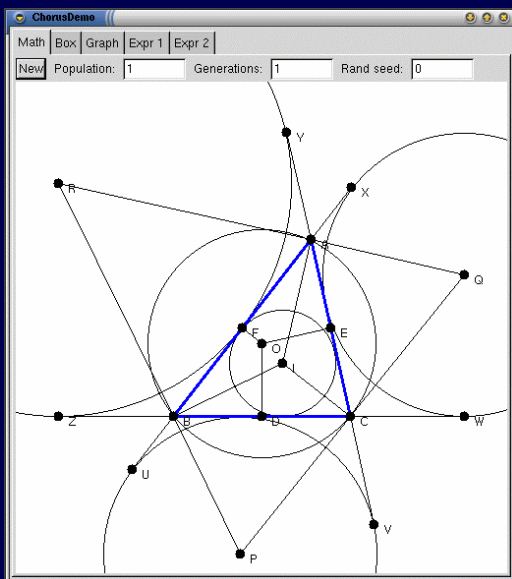 ChorusDemo
Math Box Graph Expr 1 Expr 2
New Population: 1 Generations: 1 Rand seed: 0
Y
R
X
Q
F
E
O
I
Z
B
D
C
W
U
V
P